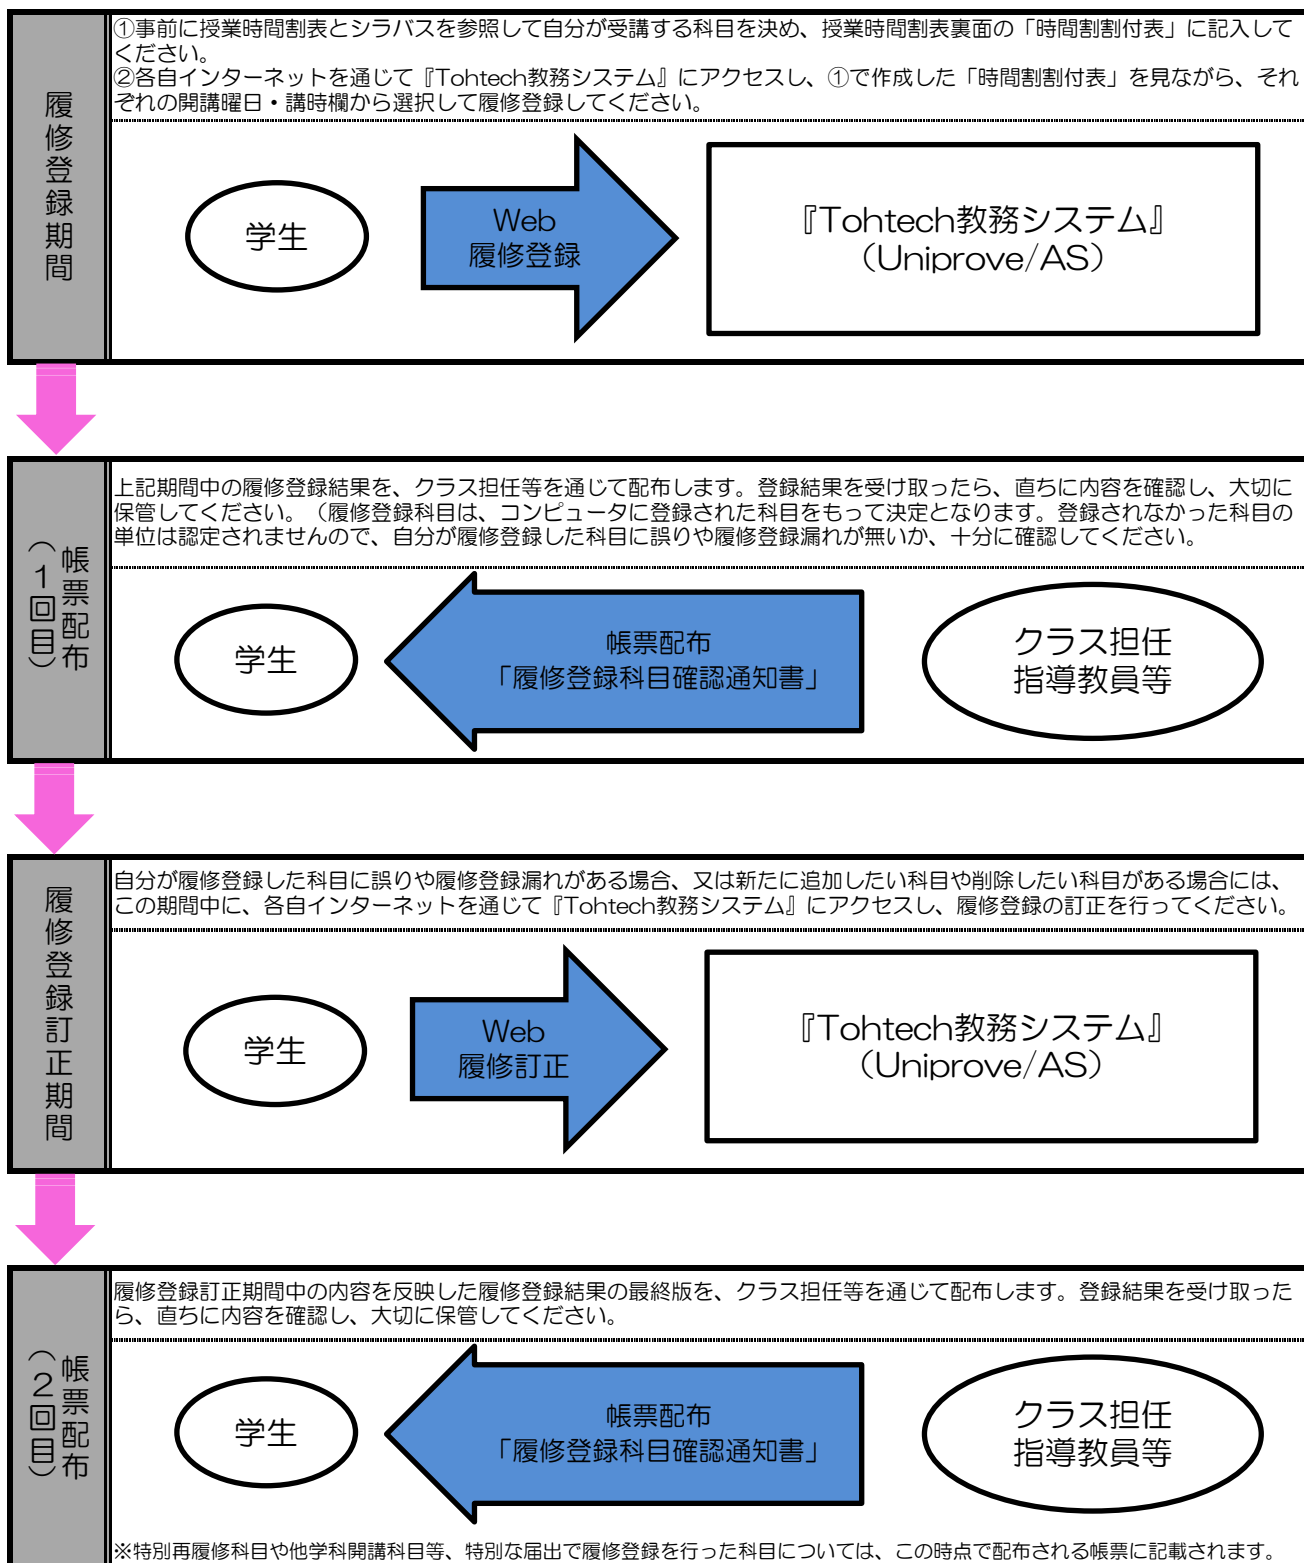 履修登録期間
①事前に授業時間割表とシラバスを参照して自分が受講する科目を決め、授業時間割表裏面の「時間割割付表」に記入して
ください。
②各自インターネットを通じて『Tohtech教務システム』にアクセスし、①で作成した「時間割割付表」を見ながら、それ
ぞれの開講曜日・講時欄から選択して履修登録してください。
学生
Web
履修登録
『Tohtech教務システム』
（Uniprove/AS）
帳票配布
（１回目）
上記期間中の履修登録結果を、クラス担任等を通じて配布します。登録結果を受け取ったら、直ちに内容を確認し、大切に
保管してください。（履修登録科目は、コンピュータに登録された科目をもって決定となります。登録されなかった科目の
単位は認定されませんので、自分が履修登録した科目に誤りや履修登録漏れが無いか、十分に確認してください。
学生
帳票配布
「履修登録科目確認通知書」
クラス担任
指導教員等
履修登録訂正期間
自分が履修登録した科目に誤りや履修登録漏れがある場合、又は新たに追加したい科目や削除したい科目がある場合には、
この期間中に、各自インターネットを通じて『Tohtech教務システム』にアクセスし、履修登録の訂正を行ってください。
学生
Web
履修訂正
『Tohtech教務システム』
（Uniprove/AS）
帳票配布
（２回目）
履修登録訂正期間中の内容を反映した履修登録結果の最終版を、クラス担任等を通じて配布します。登録結果を受け取った
ら、直ちに内容を確認し、大切に保管してください。
学生
帳票配布
「履修登録科目確認通知書」
クラス担任
指導教員等
※特別再履修科目や他学科開講科目等、特別な届出で履修登録を行った科目については、この時点で配布される帳票に記載されます。